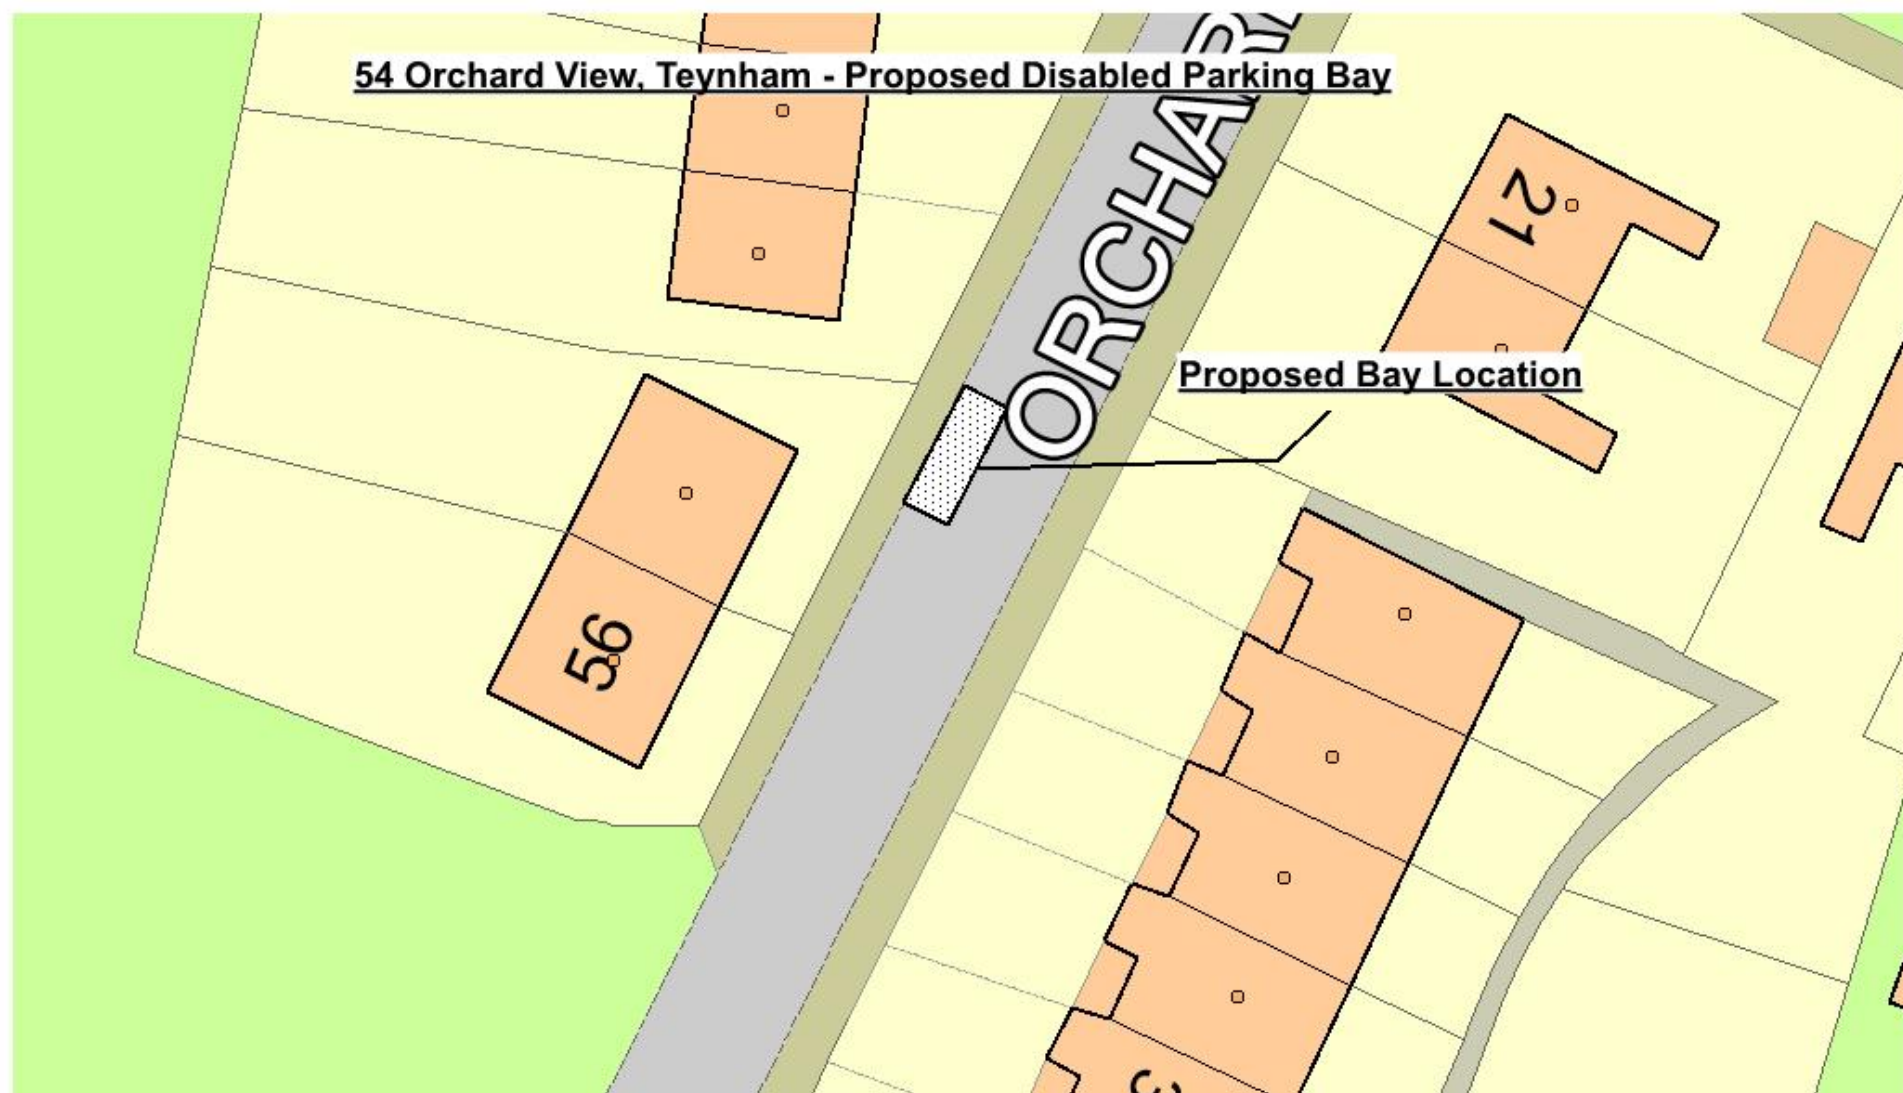 54 Orchard View, Teynham - Proposed Disabled Parking Bay
ORCHAR
21
Proposed Bay Location
56